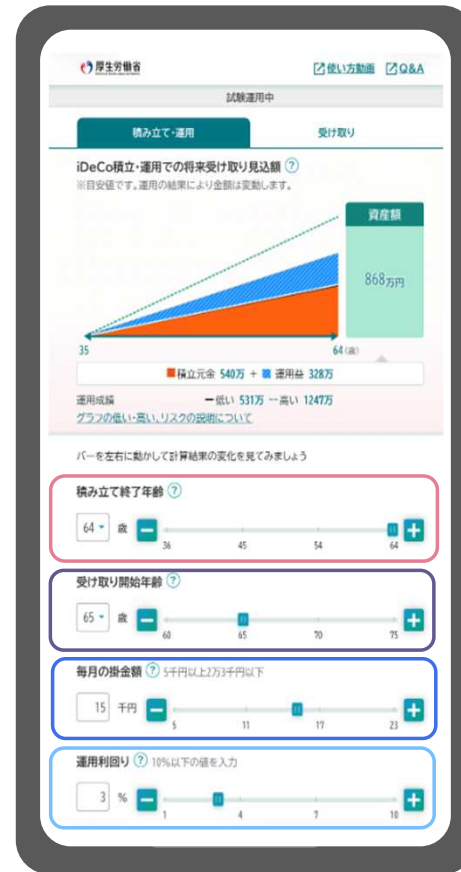 厚生労働省 使い方動画 Q&A
試験運用中
積み立て・運用 受け取り
iDeCo積立・運用での将来受け取り見込額 ?
※目安値です。運用の結果により金額は変動します。
資産額
868万円
35 64 (歳)
積立元金 540万 + 運用益 328万
運用成績 ー低い 531万 --高い 1247万
グラフの低い・高い、リスクの説明について
バーを左右に動かして計算結果の変化を見てみましょう
積み立て終了年齢 ?
64 歳
36 45 54 64
受け取り開始年齢 ?
65 歳
60 65 70 75
毎月の掛金額 ? 5千円以上2万3千円以下
15 千円
5 11 17 23
運用利回り ? 10%以下の値を入力
3 %
1 4 7 10